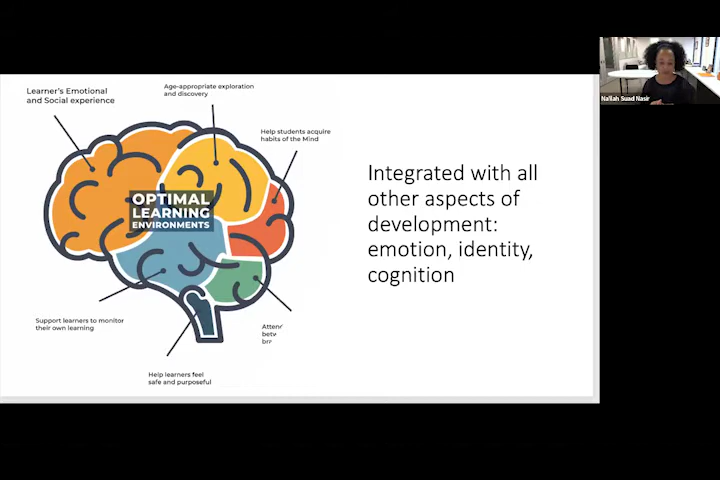 Learner's Emotional
and Social experience
Age-appropriate exploration
and discovery
Help students acquire
habits of the Mind
OPTIMAL
LEARNING
ENVIRONMENTS
Support learners to monitor
their own learning
Help learners feel
safe and purposeful
Integrated with all
other aspects of
development:
emotion, identity,
cognition
Na'ilah Suad Nasir